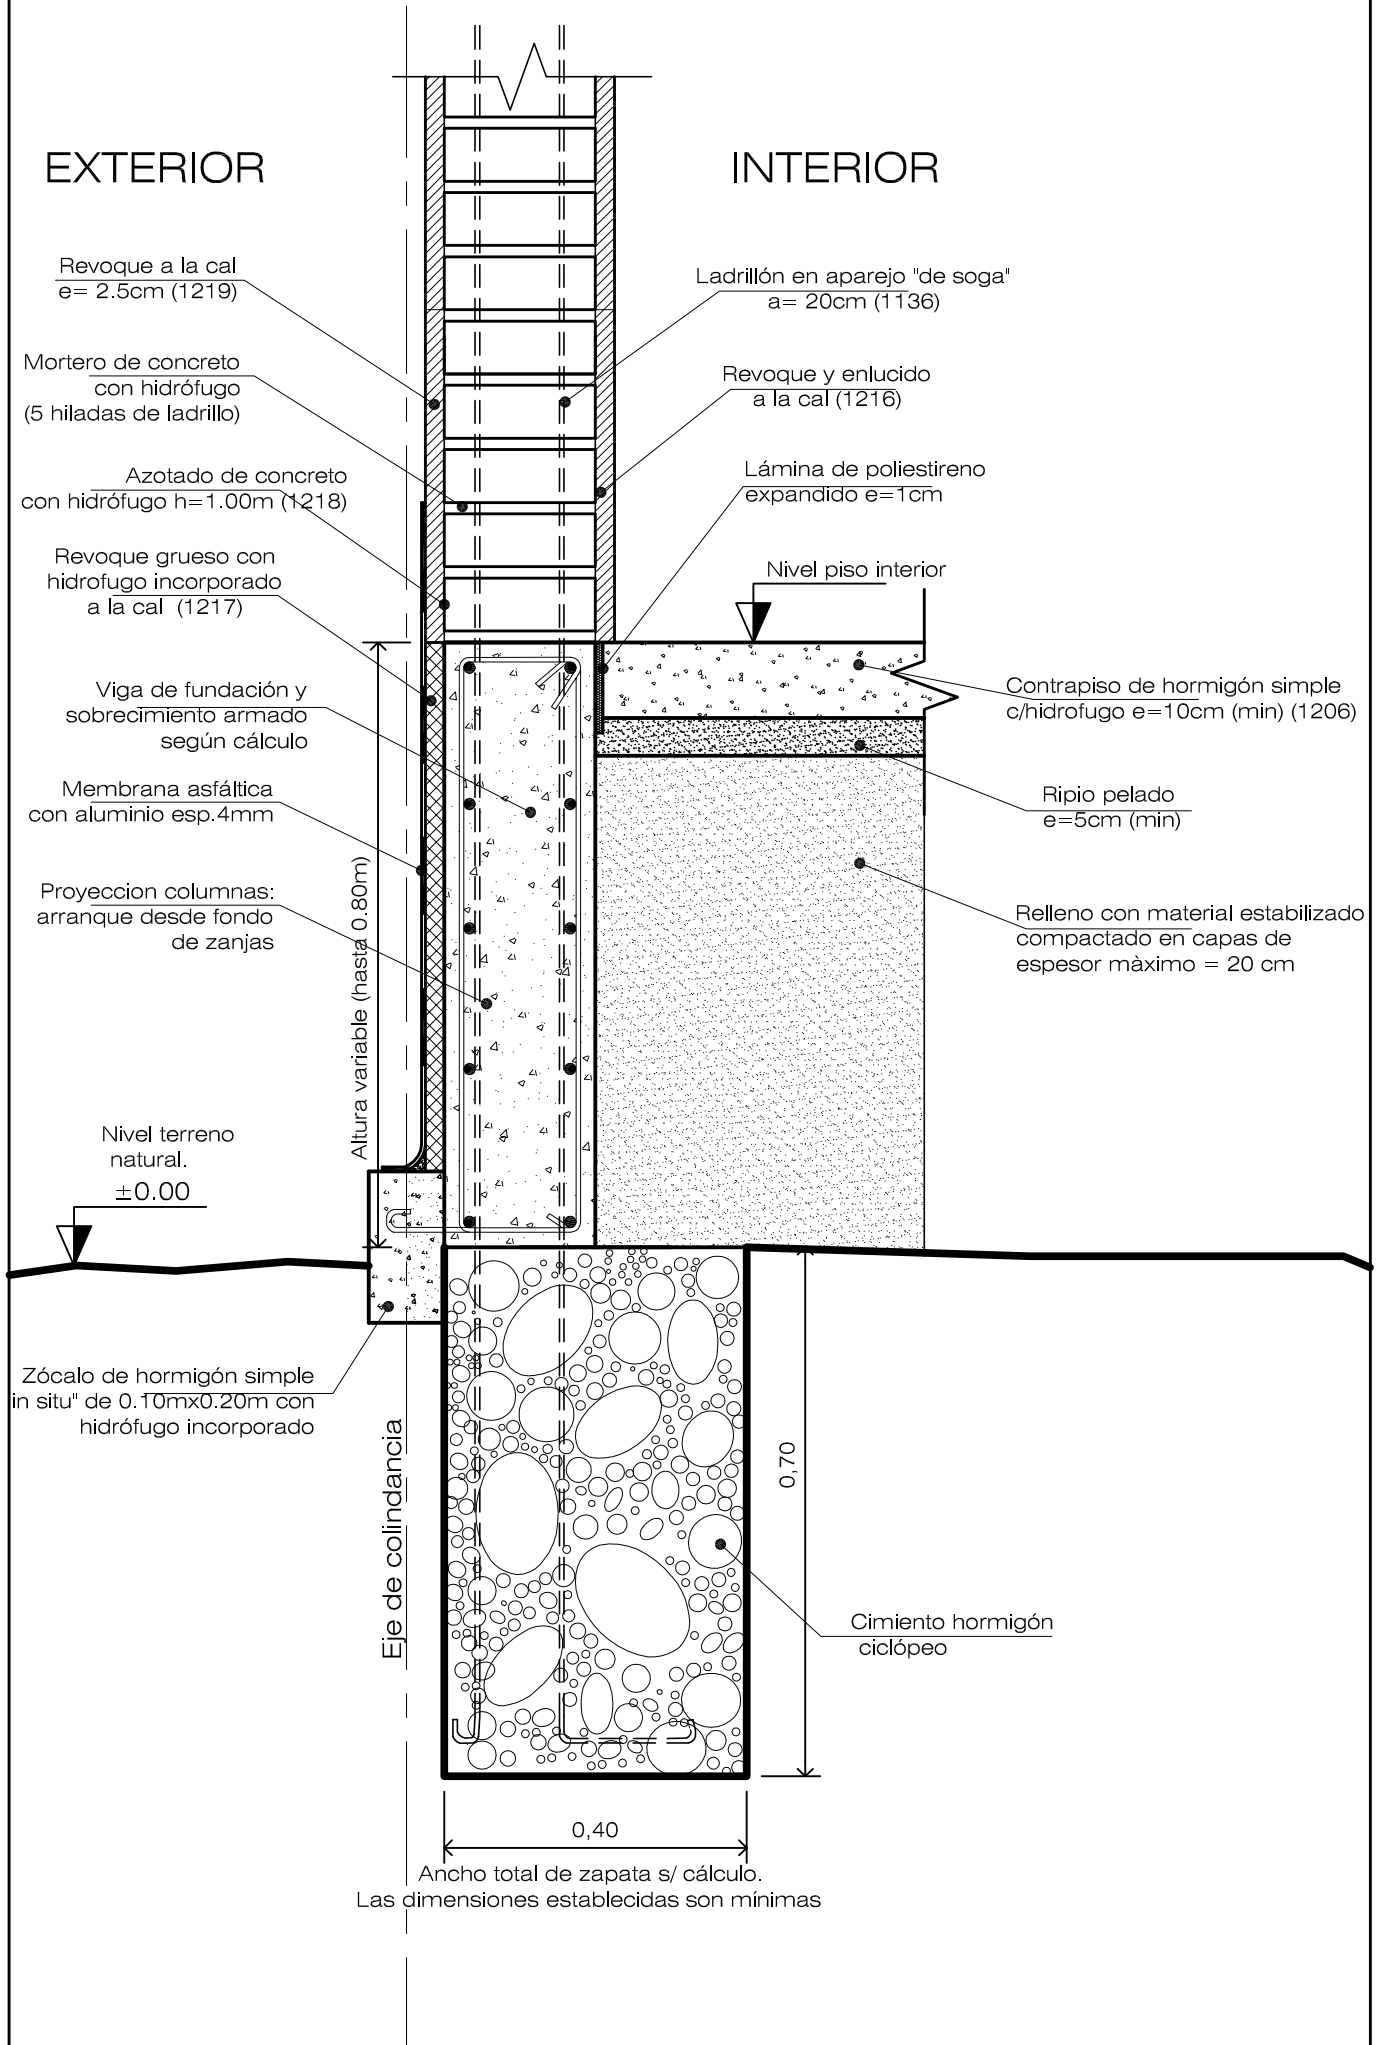 EXTERIOR
INTERIOR
Revoque a la cal
e= 2.5cm (1219)
Mortero de concreto
con hidrófugo
(5 hiladas de ladrillo)
Azotado de concreto
con hidrófugo h=1.00m (1218)
Revoque grueso con
hidrofugo incorporado
a la cal (1217)
Viga de fundación y
sobrecimiento armado
según cálculo
Membrana asfáltica
con aluminio esp.4mm
Proyeccion columnas:
arranque desde fondo
de zanjas
Altura variable (hasta 0.80m)
Nivel terreno
natural.
±0.00
Zócalo de hormigón simple
in situ" de 0.10mx0.20m con
hidrófugo incorporado
Eje de colindancia
Ladrillón en aparejo "de soga"
a= 20cm (1136)
Revoque y enlucido
a la cal (1216)
Lámina de poliestireno
expandido e=1cm
Nivel piso interior
Contrapiso de hormigón simple
c/hidrofugo e=10cm (min) (1206)
Ripio pelado
e=5cm (min)
Relleno con material estabilizado
compactado en capas de
espesor màximo = 20 cm
0,70
Cimiento hormigón
ciclópeo
0,40
Ancho total de zapata s/ cálculo.
Las dimensiones establecidas son mínimas